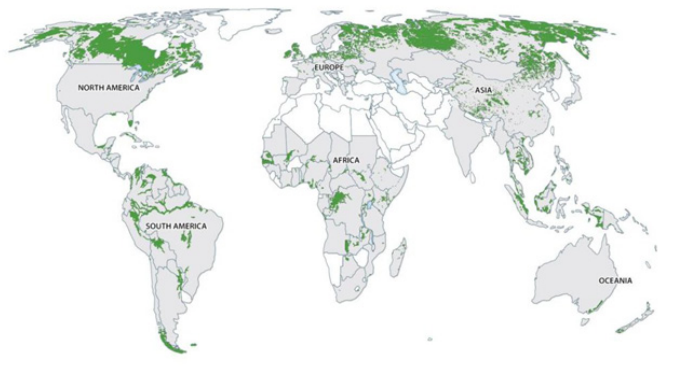 NORTH AMERICA
EUROPE
ASIA
AFRICA
SOUTH AMERICA
OCEANIA